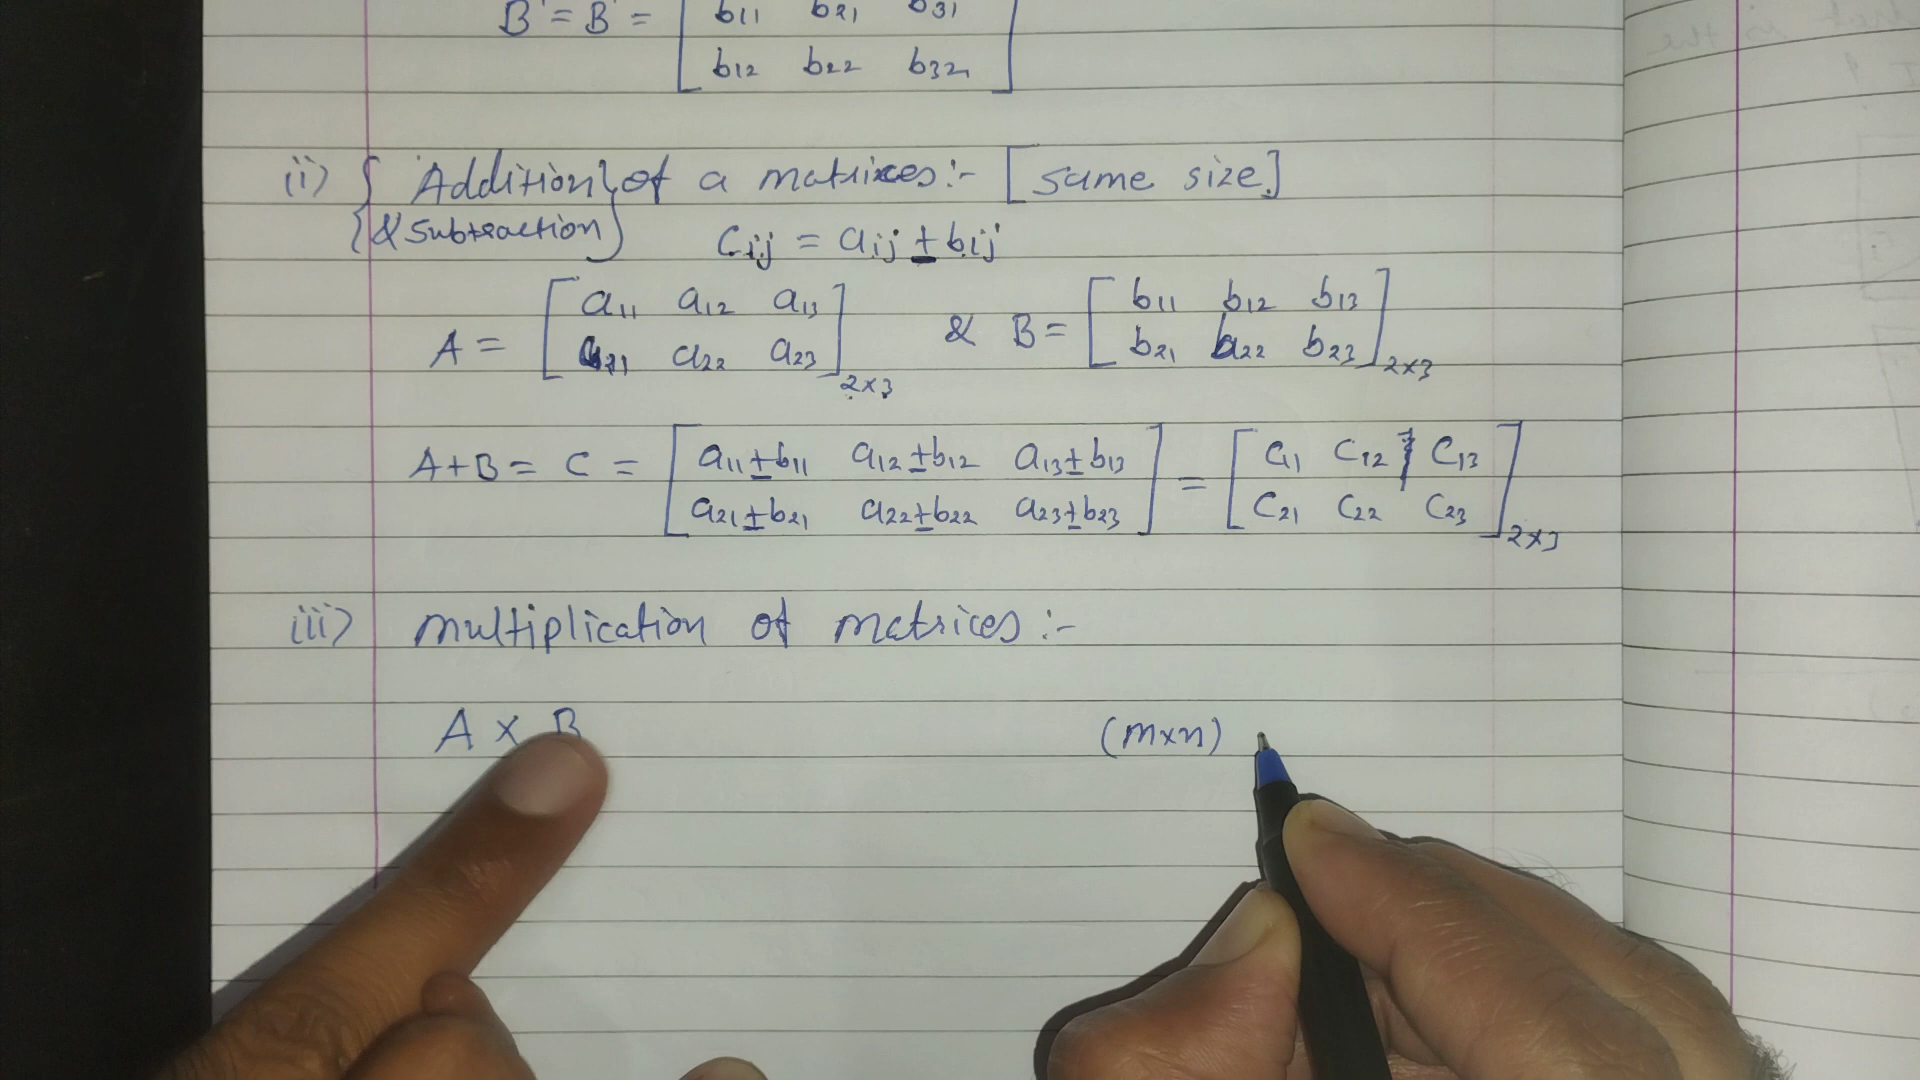 B' = B' = [ b11 b21 b31
b12 b22 b32 ]
ii) { Addition} of a matrices:- [same size]
{& Subtraction}
Cij = aij ± bij
A = [ a11 a12 a13
a21 a22 a23 ] 2×3
& B = [ b11 b12 b13
b21 b22 b23 ] 2×3
A+B = C = [ a11±b11 a12±b12 a13±b13
a21±b21 a22±b22 a23±b23 ]
= [ C11 C12 C13
C21 C22 C23 ] 2×3
iii) multiplication of matrices:-
A × B (m×n)